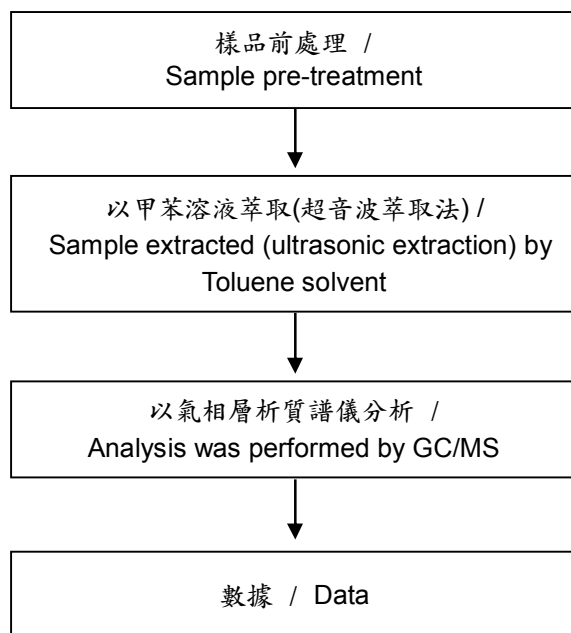 樣品前處理 /
Sample pre-treatment
以甲苯溶液萃取(超音波萃取法) /
Sample extracted (ultrasonic extraction) by
Toluene solvent
以氣相層析質譜儀分析 /
Analysis was performed by GC/MS
數據 / Data